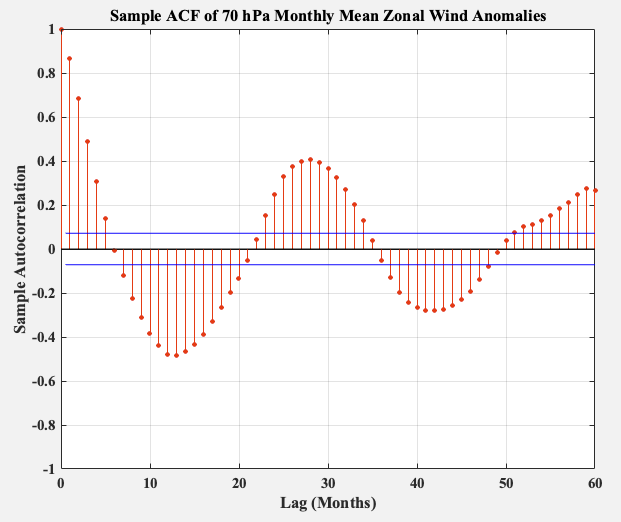 Sample ACF of 70 hPa Monthly Mean Zonal Wind Anomalies
1
0.8
0.6
0.4
0.2
0
-0.2
-0.4
-0.6
-0.8
-1
Sample Autocorrelation
0 10 20 30 40 50 60
Lag (Months)